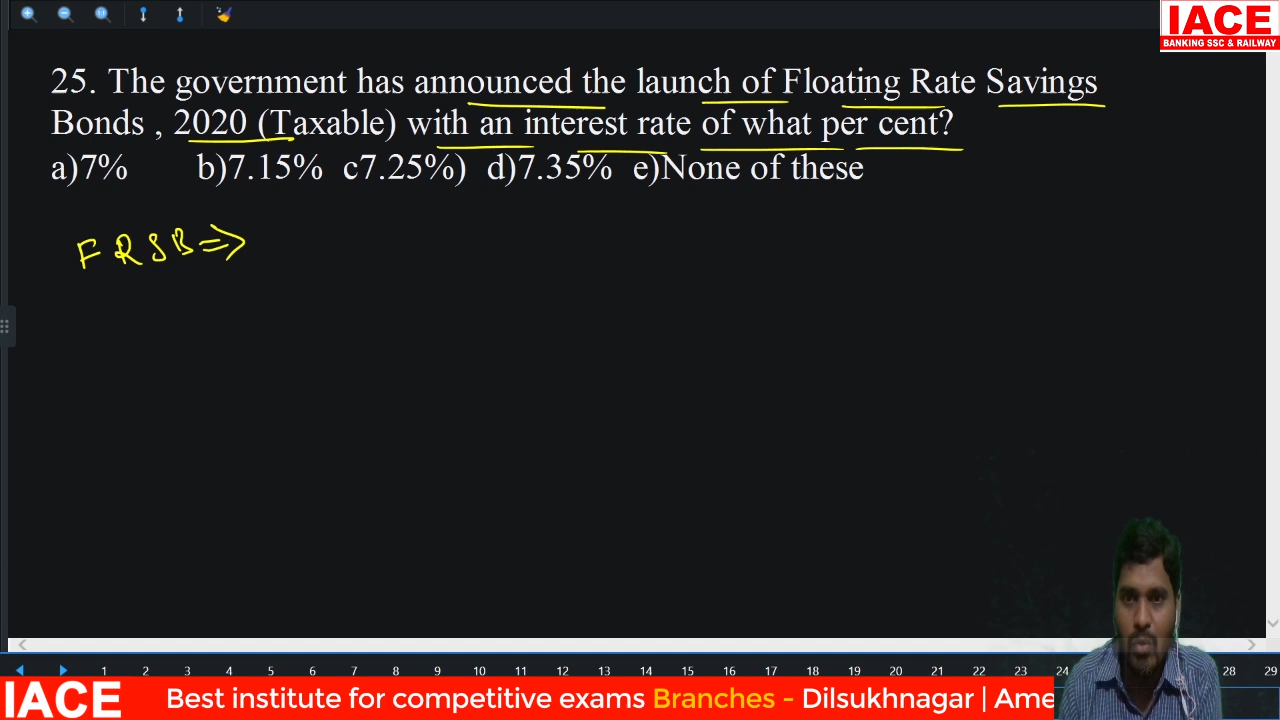 IACE
BANKING SSC & RAILWAY
25. The government has announced the launch of Floating Rate Savings
Bonds , 2020 (Taxable) with an interest rate of what per cent?
a)7% b)7.15% c7.25%) d)7.35% e)None of these
F R S B ⇒
1 2 3 4 5 6 7 8 9 10 11 12 13 14 15 16 17 18 19 20 21 22 23 24 28 29
IACE Best institute for competitive exams Branches - Dilsukhnagar | Ame